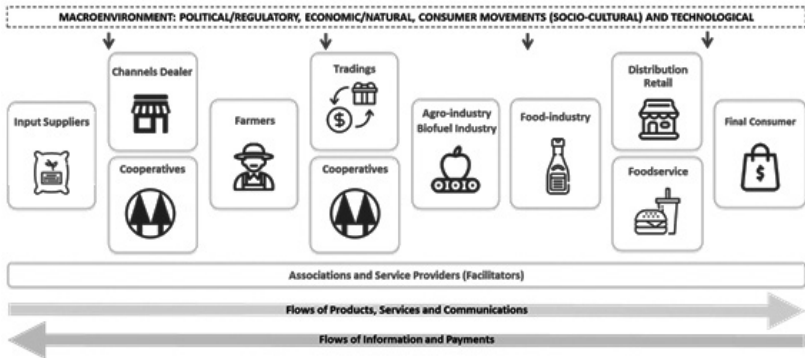 MACROENVIRONMENT: POLITICAL/REGULATORY, ECONOMIC/NATURAL, CONSUMER MOVEMENTS (SOCIO-CULTURAL) AND TECHNOLOGICAL
Input Suppliers
Channels Dealer
Cooperatives
Farmers
Tradings
$
Cooperatives
Agro-industry
Biofuel Industry
Food-industry
Distribution
Retail
Foodservice
Final Consumer
$
Associations and Service Providers (Facilitators)
Flows of Products, Services and Communications
Flows of Information and Payments